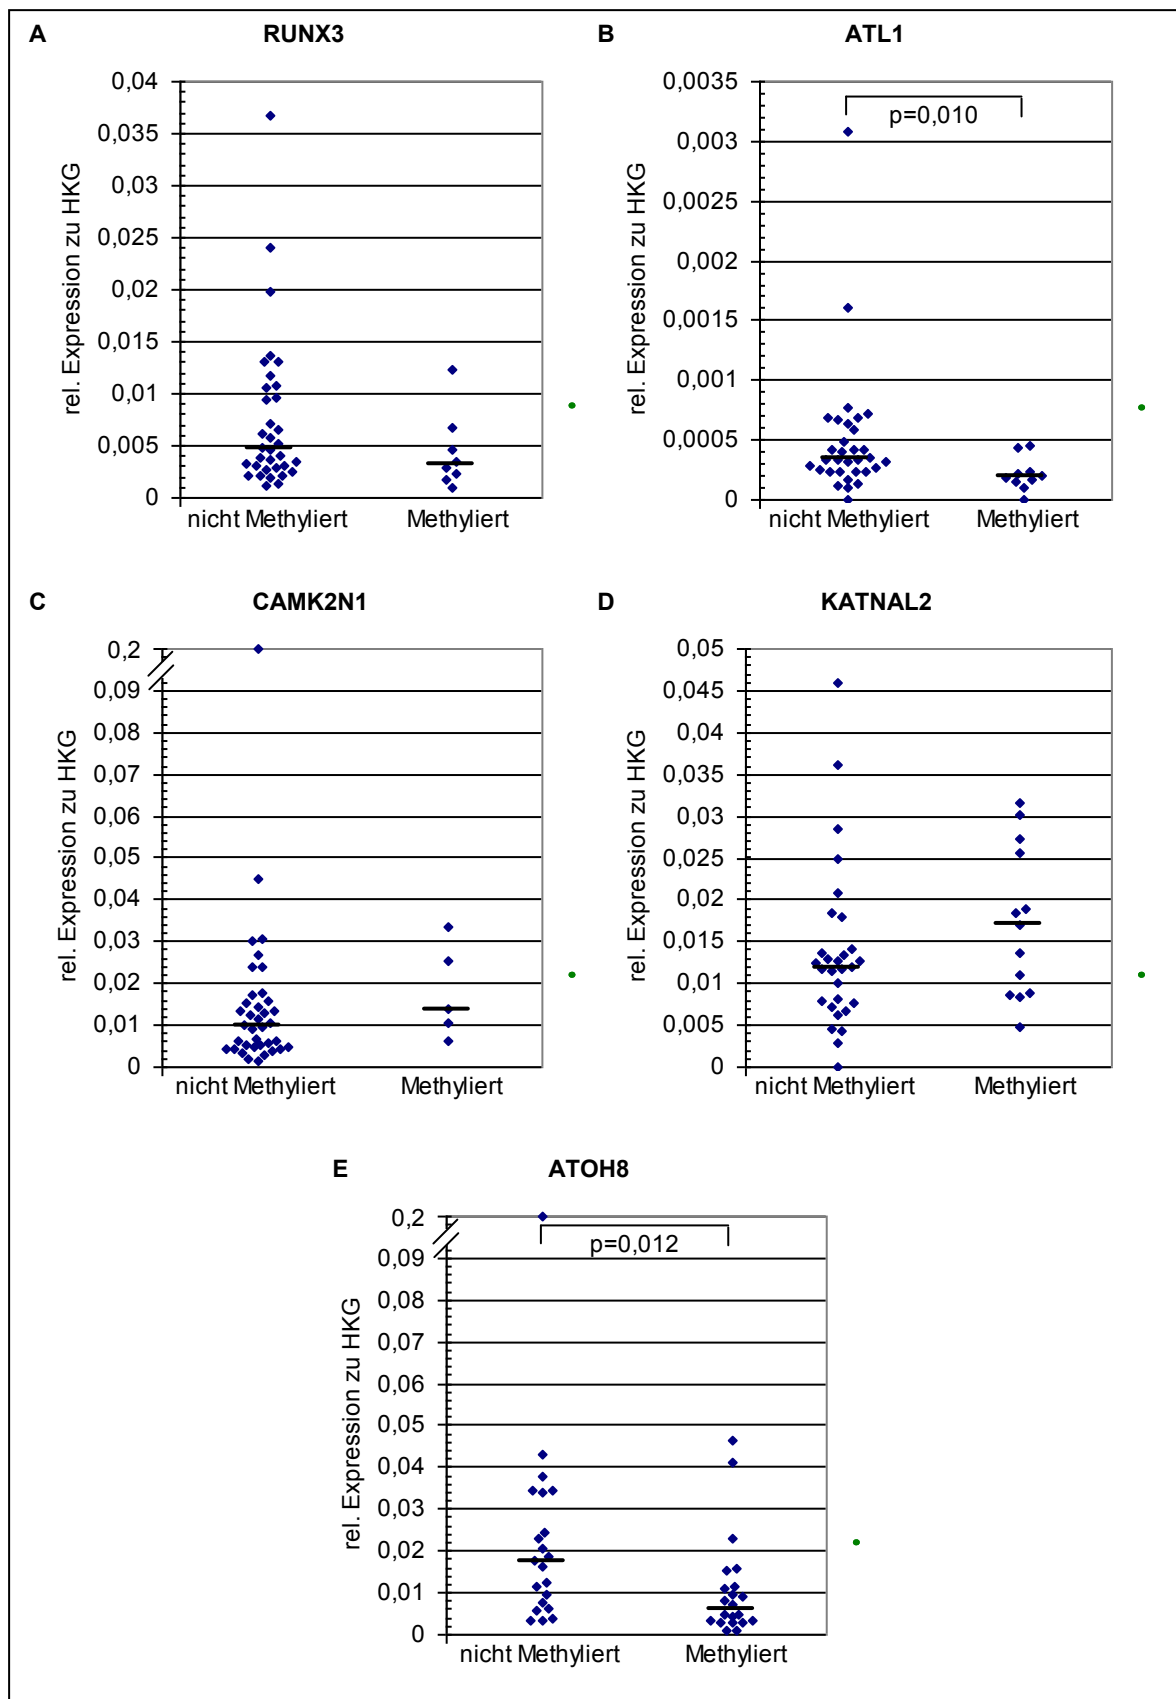 A RUNX3
0,04
0,035
0,03
0,025
0,02
0,015
0,01
0,005
0
rel. Expression zu HKG
nicht Methyliert Methyliert
B ATL1
0,0035
0,003
0,0025
0,002
0,0015
0,001
0,0005
0
rel. Expression zu HKG
p=0,010
nicht Methyliert Methyliert
C CAMK2N1
0,2
0,09
0,08
0,07
0,06
0,05
0,04
0,03
0,02
0,01
0
rel. Expression zu HKG
nicht Methyliert Methyliert
D KATNAL2
0,05
0,045
0,04
0,035
0,03
0,025
0,02
0,015
0,01
0,005
0
rel. Expression zu HKG
nicht Methyliert Methyliert
E ATOH8
0,2
0,09
0,08
0,07
0,06
0,05
0,04
0,03
0,02
0,01
0
rel. Expression zu HKG
p=0,012
nicht Methyliert Methyliert